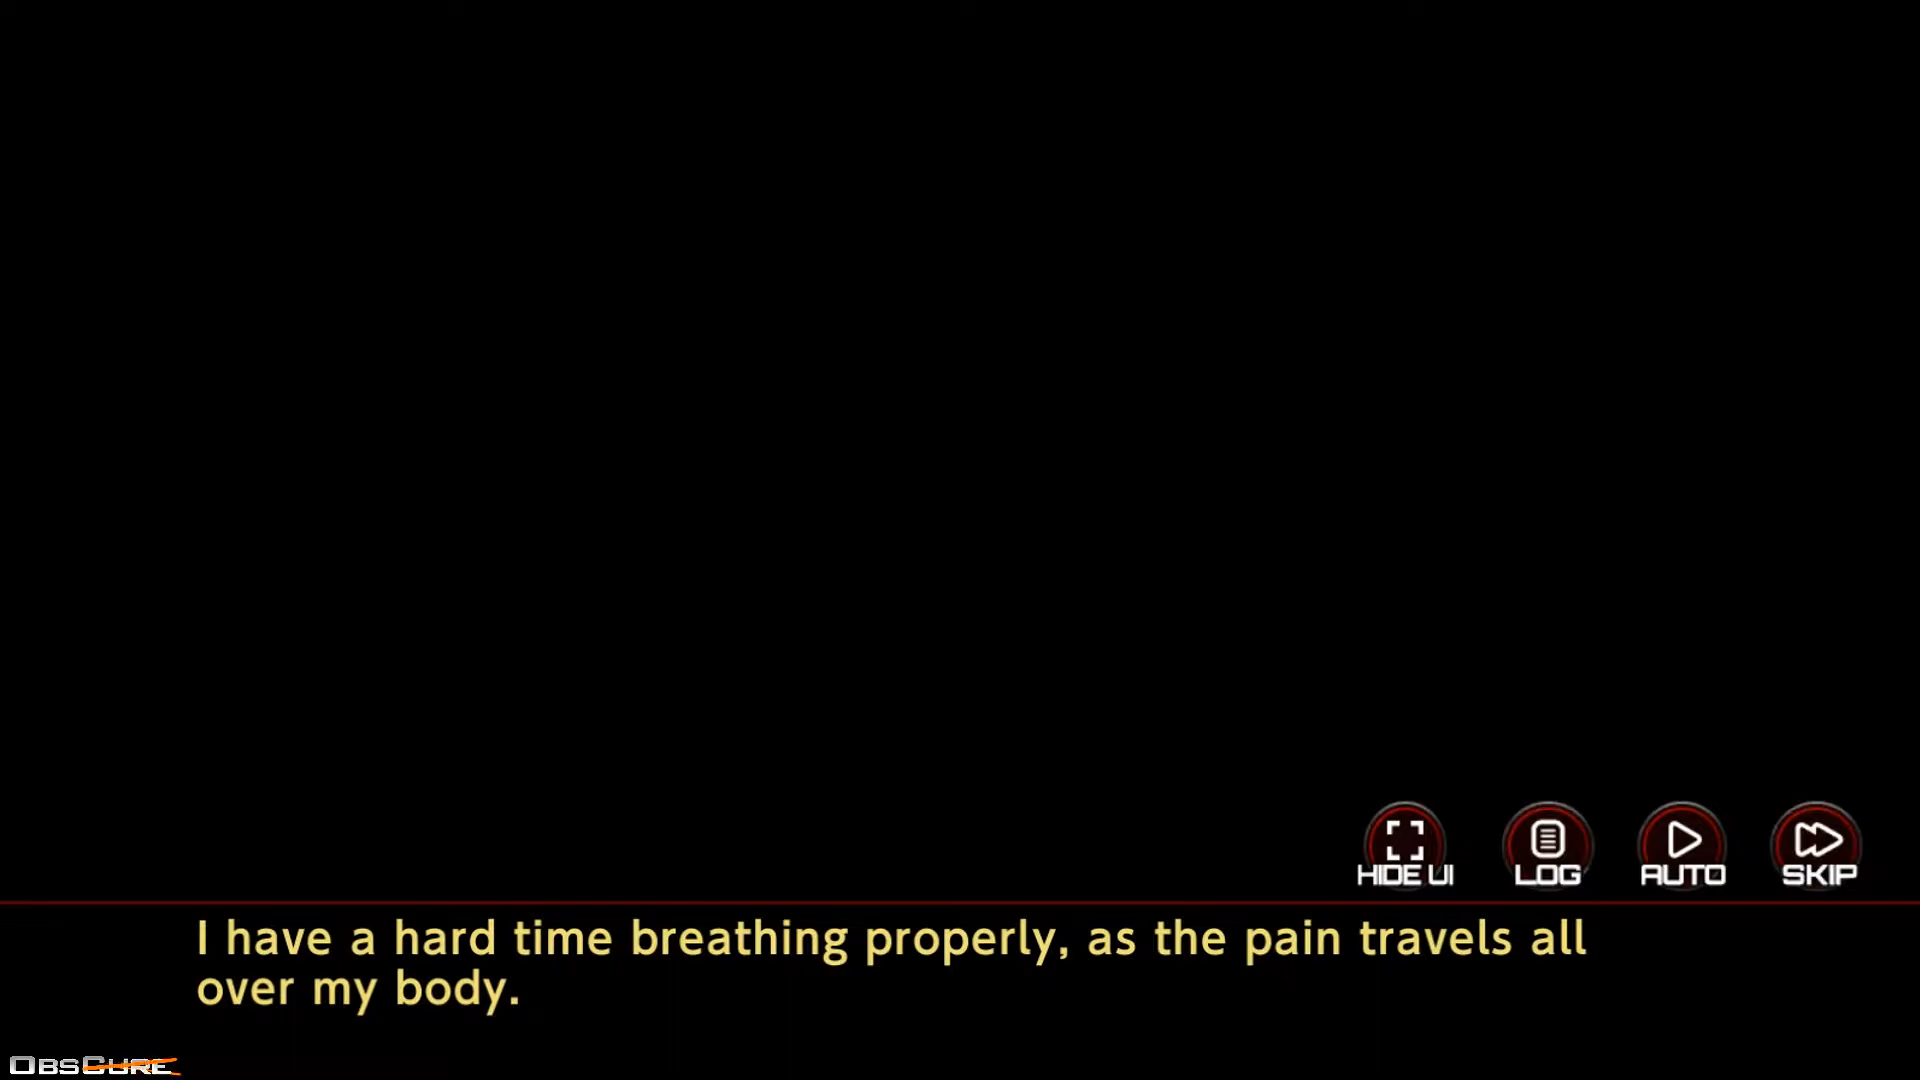 HIDE UI LOG AUTO SKIP
I have a hard time breathing properly, as the pain travels all
over my body.
OBSCURE